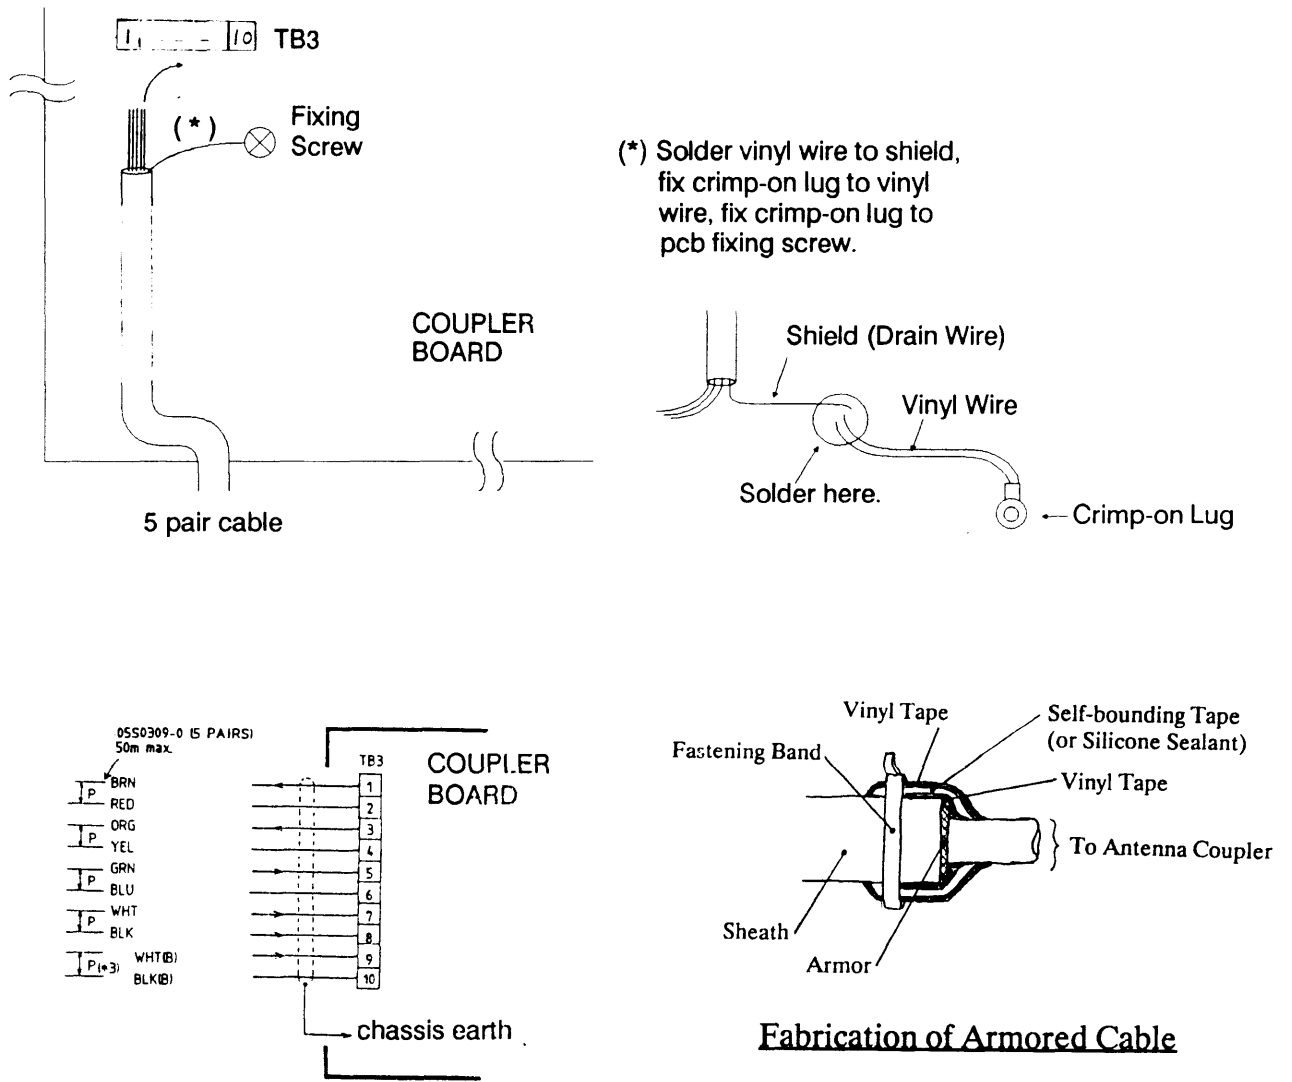 1 10 TB3
(*)
Fixing
Screw
(*) Solder vinyl wire to shield,
fix crimp-on lug to vinyl
wire, fix crimp-on lug to
pcb fixing screw.
COUPLER
BOARD
5 pair cable
Shield (Drain Wire)
Vinyl Wire
Solder here.
Crimp-on Lug
05S0309-0 (5 PAIRS)
50m max.
TB3
COUPLER
BOARD
P BRN 1
RED 2
P ORG 3
YEL 4
P GRN 5
BLU 6
P WHT 7
BLK 8
P(*3) WHT(B) 9
BLK(B) 10
chassis earth
Vinyl Tape
Self-bounding Tape
(or Silicone Sealant)
Fastening Band
Vinyl Tape
To Antenna Coupler
Sheath
Armor
Fabrication of Armored Cable